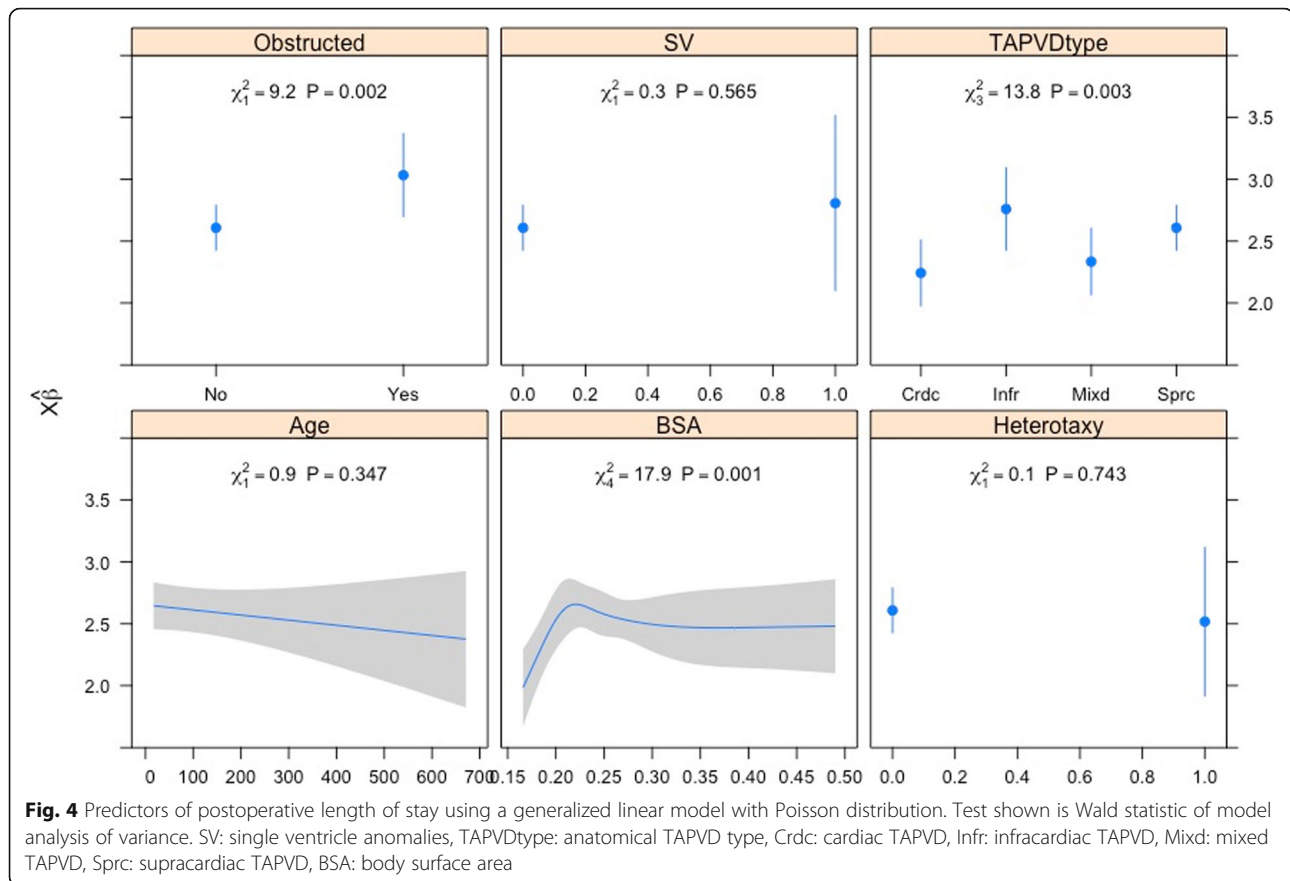 Obstructed SV TAPVDtype
χ²₁ = 9.2 P = 0.002 χ²₁ = 0.3 P = 0.565 χ²₃ = 13.8 P = 0.003
3.5
3.0
2.5
2.0
No Yes 0.0 0.2 0.4 0.6 0.8 1.0 Crdc Infr Mixd Sprc
Xβ̂
Age BSA Heterotaxy
χ²₁ = 0.9 P = 0.347 χ²₄ = 17.9 P = 0.001 χ²₁ = 0.1 P = 0.743
3.5
3.0
2.5
2.0
0 100 200 300 400 500 600 700 0.15 0.20 0.25 0.30 0.35 0.40 0.45 0.50 0.0 0.2 0.4 0.6 0.8 1.0
Fig. 4 Predictors of postoperative length of stay using a generalized linear model with Poisson distribution. Test shown is Wald statistic of model
analysis of variance. SV: single ventricle anomalies, TAPVDtype: anatomical TAPVD type, Crdc: cardiac TAPVD, Infr: infracardiac TAPVD, Mixd: mixed
TAPVD, Sprc: supracardiac TAPVD, BSA: body surface area